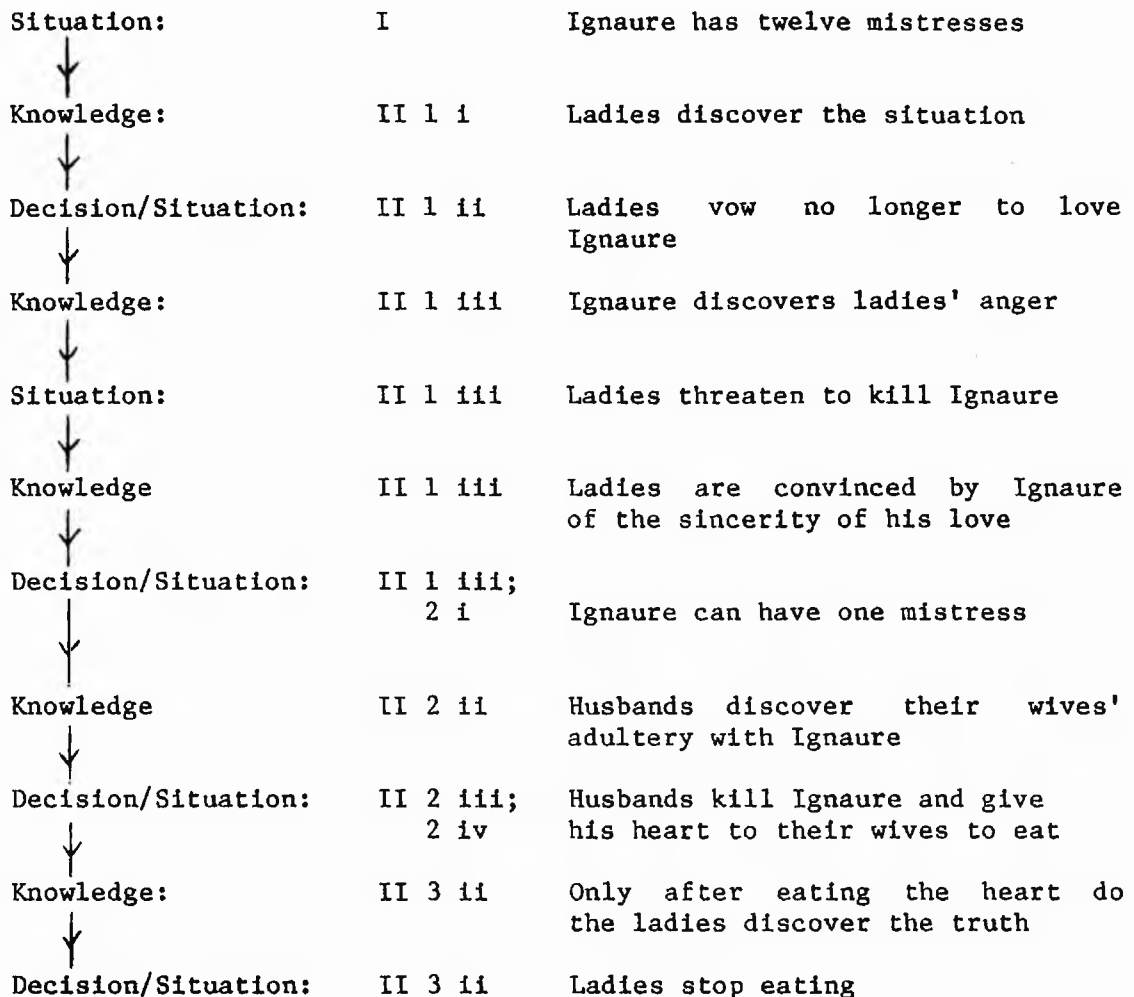 Situation: I Ignaure has twelve mistresses
Knowledge: II 1 i Ladies discover the situation
Decision/Situation: II 1 ii Ladies vow no longer to love
Ignaure
Knowledge: II 1 iii Ignaure discovers ladies' anger
Situation: II 1 iii Ladies threaten to kill Ignaure
Knowledge II 1 iii Ladies are convinced by Ignaure
of the sincerity of his love
Decision/Situation: II 1 iii;
2 i Ignaure can have one mistress
Knowledge II 2 ii Husbands discover their wives'
adultery with Ignaure
Decision/Situation: II 2 iii; Husbands kill Ignaure and give
2 iv his heart to their wives to eat
Knowledge: II 3 ii Only after eating the heart do
the ladies discover the truth
Decision/Situation: II 3 ii Ladies stop eating